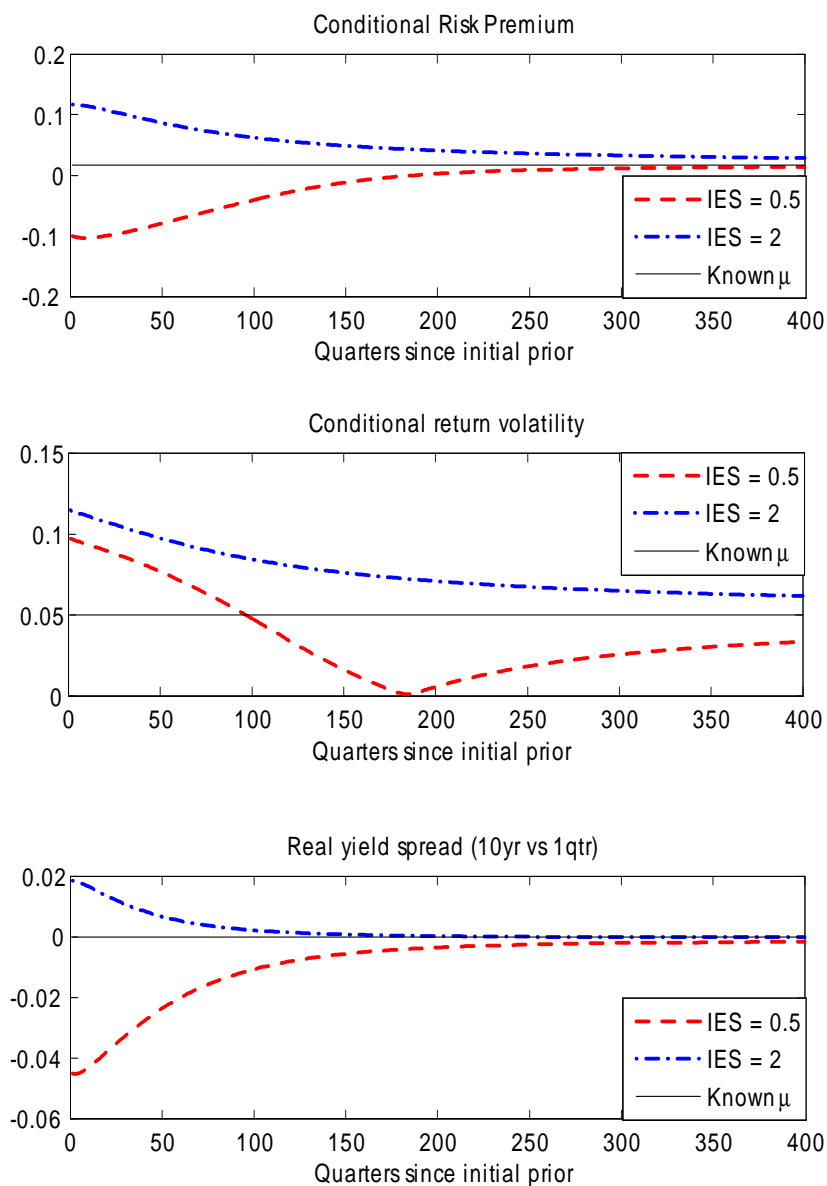 Conditional Risk Premium
0.2
0.1
0
-0.1
-0.2
IES = 0.5
IES = 2
Known μ
0 50 100 150 200 250 300 350 400
Quarters since initial prior
Conditional return volatility
0.15
0.1
0.05
0
IES = 0.5
IES = 2
Known μ
0 50 100 150 200 250 300 350 400
Quarters since initial prior
Real yield spread (10yr vs 1qtr)
0.02
0
-0.02
-0.04
-0.06
IES = 0.5
IES = 2
Known μ
0 50 100 150 200 250 300 350 400
Quarters since initial prior